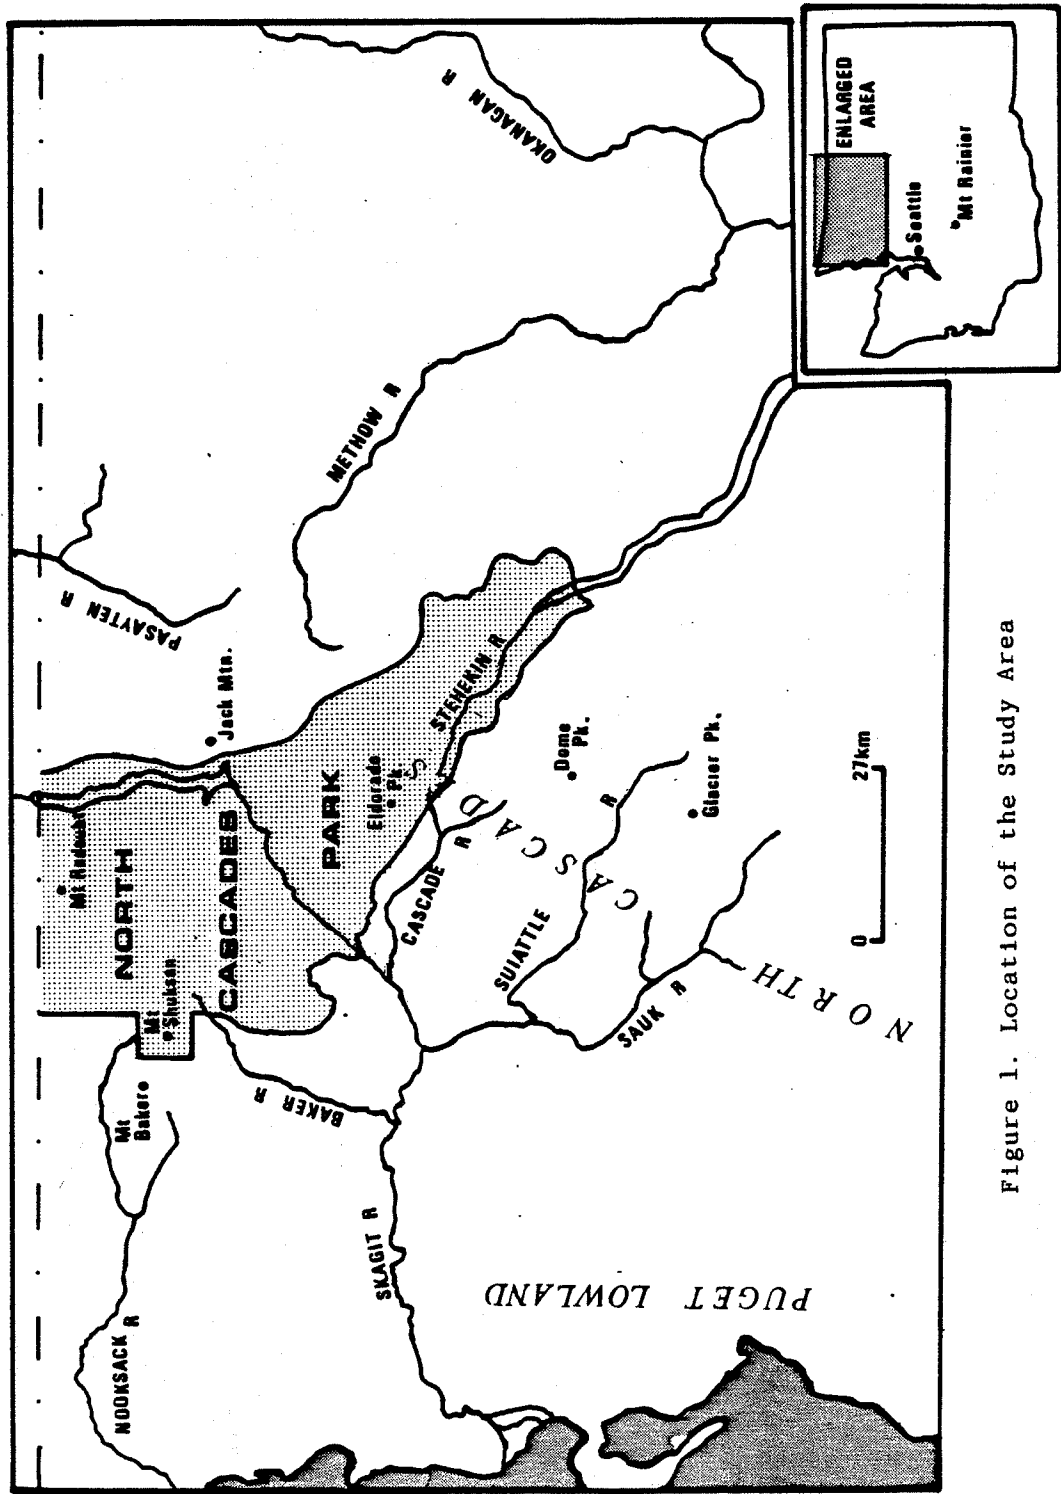 NOOKSACK R
Mt
Baker
Mt
Shuksan
Mt Redoubt
NORTH
CASCADES
PARK
Jack Mtn.
PASAYTEN R
OKANAGAN R
METHOW R
BAKER R
SKAGIT R
Eldorado
Pk.
STEHEKIN R
CASCADE R
SUIATTLE R
SAUK R
Dome
Pk.
Glacier Pk.
NORTH CASCADES
PUGET LOWLAND
0 27km
ENLARGED
AREA
Seattle
Mt Rainier
Figure 1. Location of the Study Area